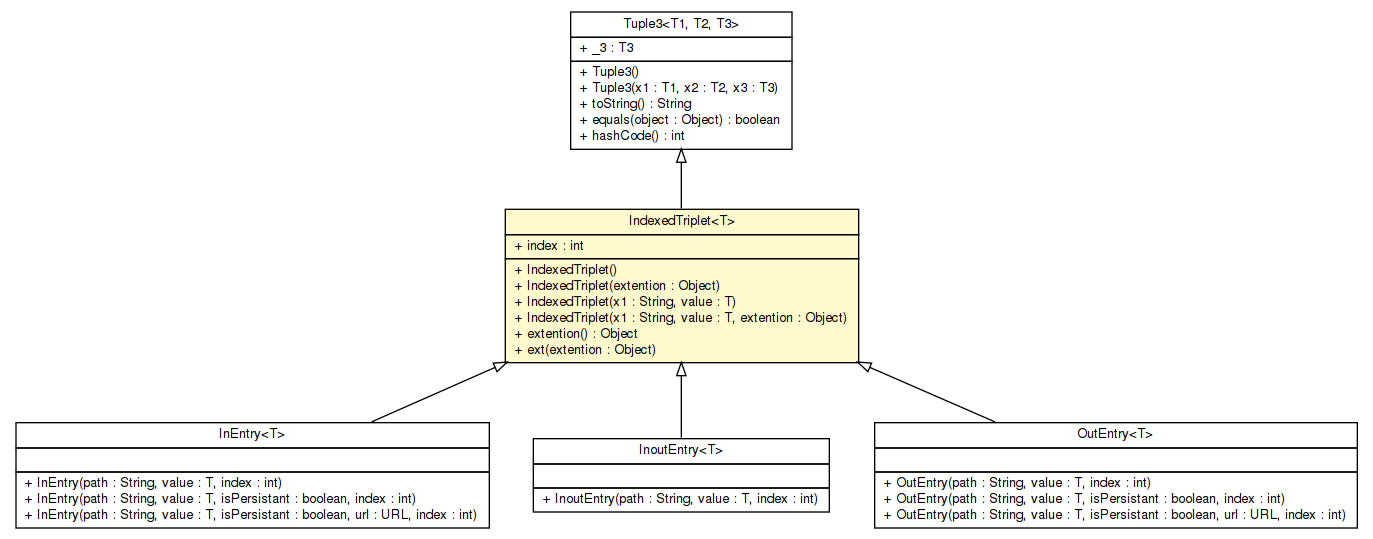 Tuple3<T1, T2, T3>
+ _3 : T3
+ Tuple3()
+ Tuple3(x1 : T1, x2 : T2, x3 : T3)
+ toString() : String
+ equals(object : Object) : boolean
+ hashCode() : int
IndexedTriplet<T>
+ index : int
+ IndexedTriplet()
+ IndexedTriplet(extention : Object)
+ IndexedTriplet(x1 : String, value : T)
+ IndexedTriplet(x1 : String, value : T, extention : Object)
+ extention() : Object
+ ext(extention : Object)
InEntry<T>
+ InEntry(path : String, value : T, index : int)
+ InEntry(path : String, value : T, isPersistant : boolean, index : int)
+ InEntry(path : String, value : T, isPersistant : boolean, url : URL, index : int)
InoutEntry<T>
+ InoutEntry(path : String, value : T, index : int)
OutEntry<T>
+ OutEntry(path : String, value : T, index : int)
+ OutEntry(path : String, value : T, isPersistant : boolean, index : int)
+ OutEntry(path : String, value : T, isPersistant : boolean, url : URL, index : int)